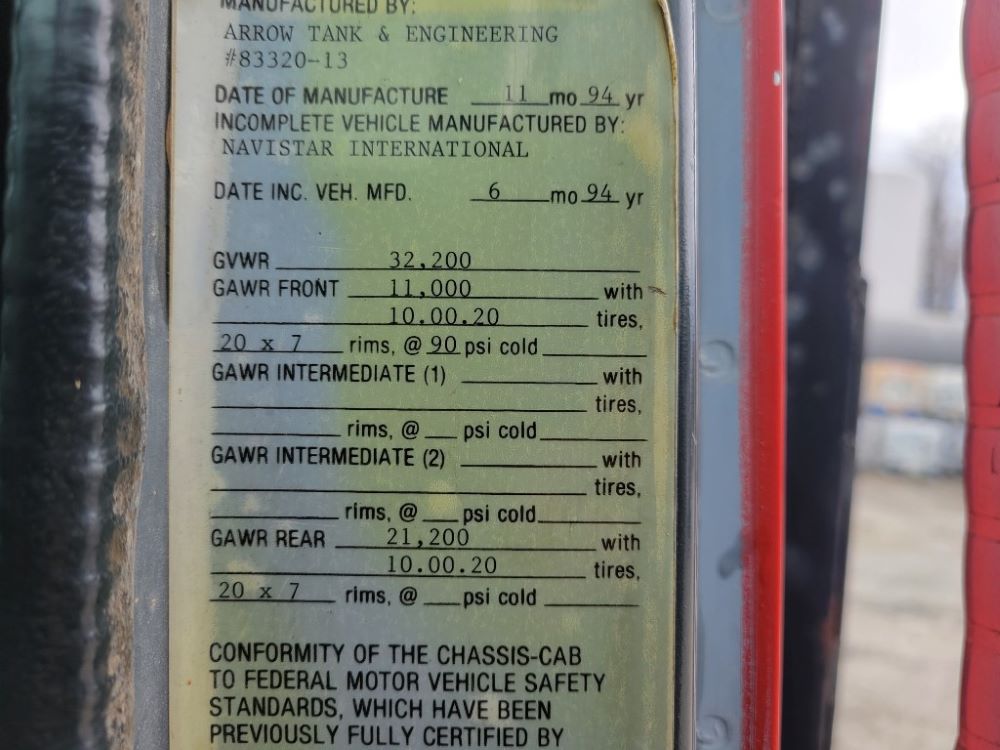 MANUFACTURED BY:
ARROW TANK & ENGINEERING
#83320-13
DATE OF MANUFACTURE 11 mo 94 yr
INCOMPLETE VEHICLE MANUFACTURED BY:
NAVISTAR INTERNATIONAL
DATE INC. VEH. MFD. 6 mo 94 yr
GVWR 32,200
GAWR FRONT 11,000 with
10.00.20 tires,
20 x 7 rims, @ 90 psi cold
GAWR INTERMEDIATE (1) with
tires,
rims, @ psi cold
GAWR INTERMEDIATE (2) with
tires,
rims, @ psi cold
GAWR REAR 21,200 with
10.00.20 tires,
20 x 7 rims, @ psi cold
CONFORMITY OF THE CHASSIS-CAB
TO FEDERAL MOTOR VEHICLE SAFETY
STANDARDS, WHICH HAVE BEEN
PREVIOUSLY FULLY CERTIFIED BY